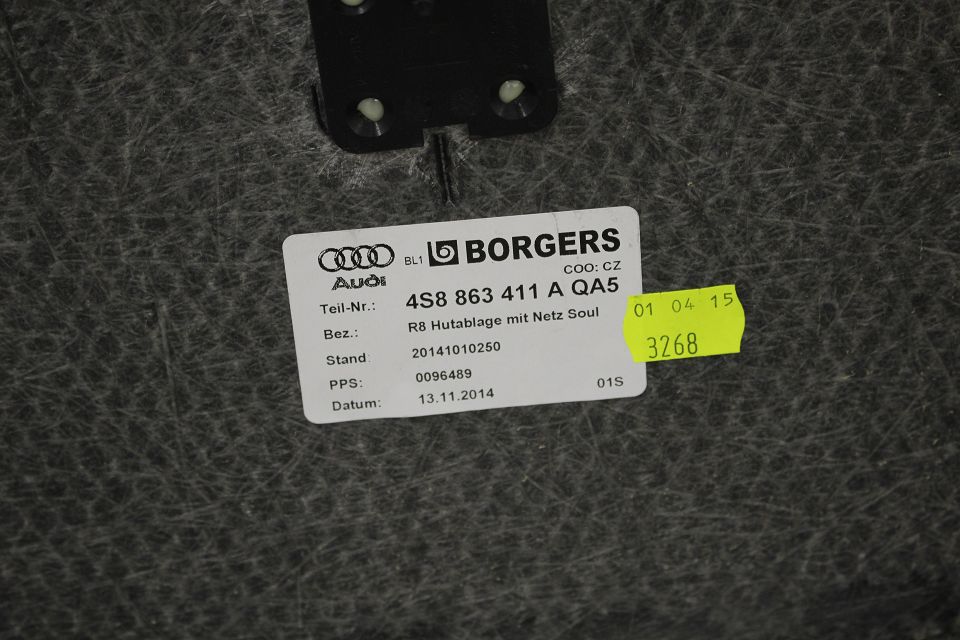 Audi BL1 BORGERS
COO: CZ
Teil-Nr.: 4S8 863 411 A QA5
Bez.: R8 Hutablage mit Netz Soul
Stand: 20141010250
PPS: 0096489
Datum: 13.11.2014 01S
01 04 15
3268